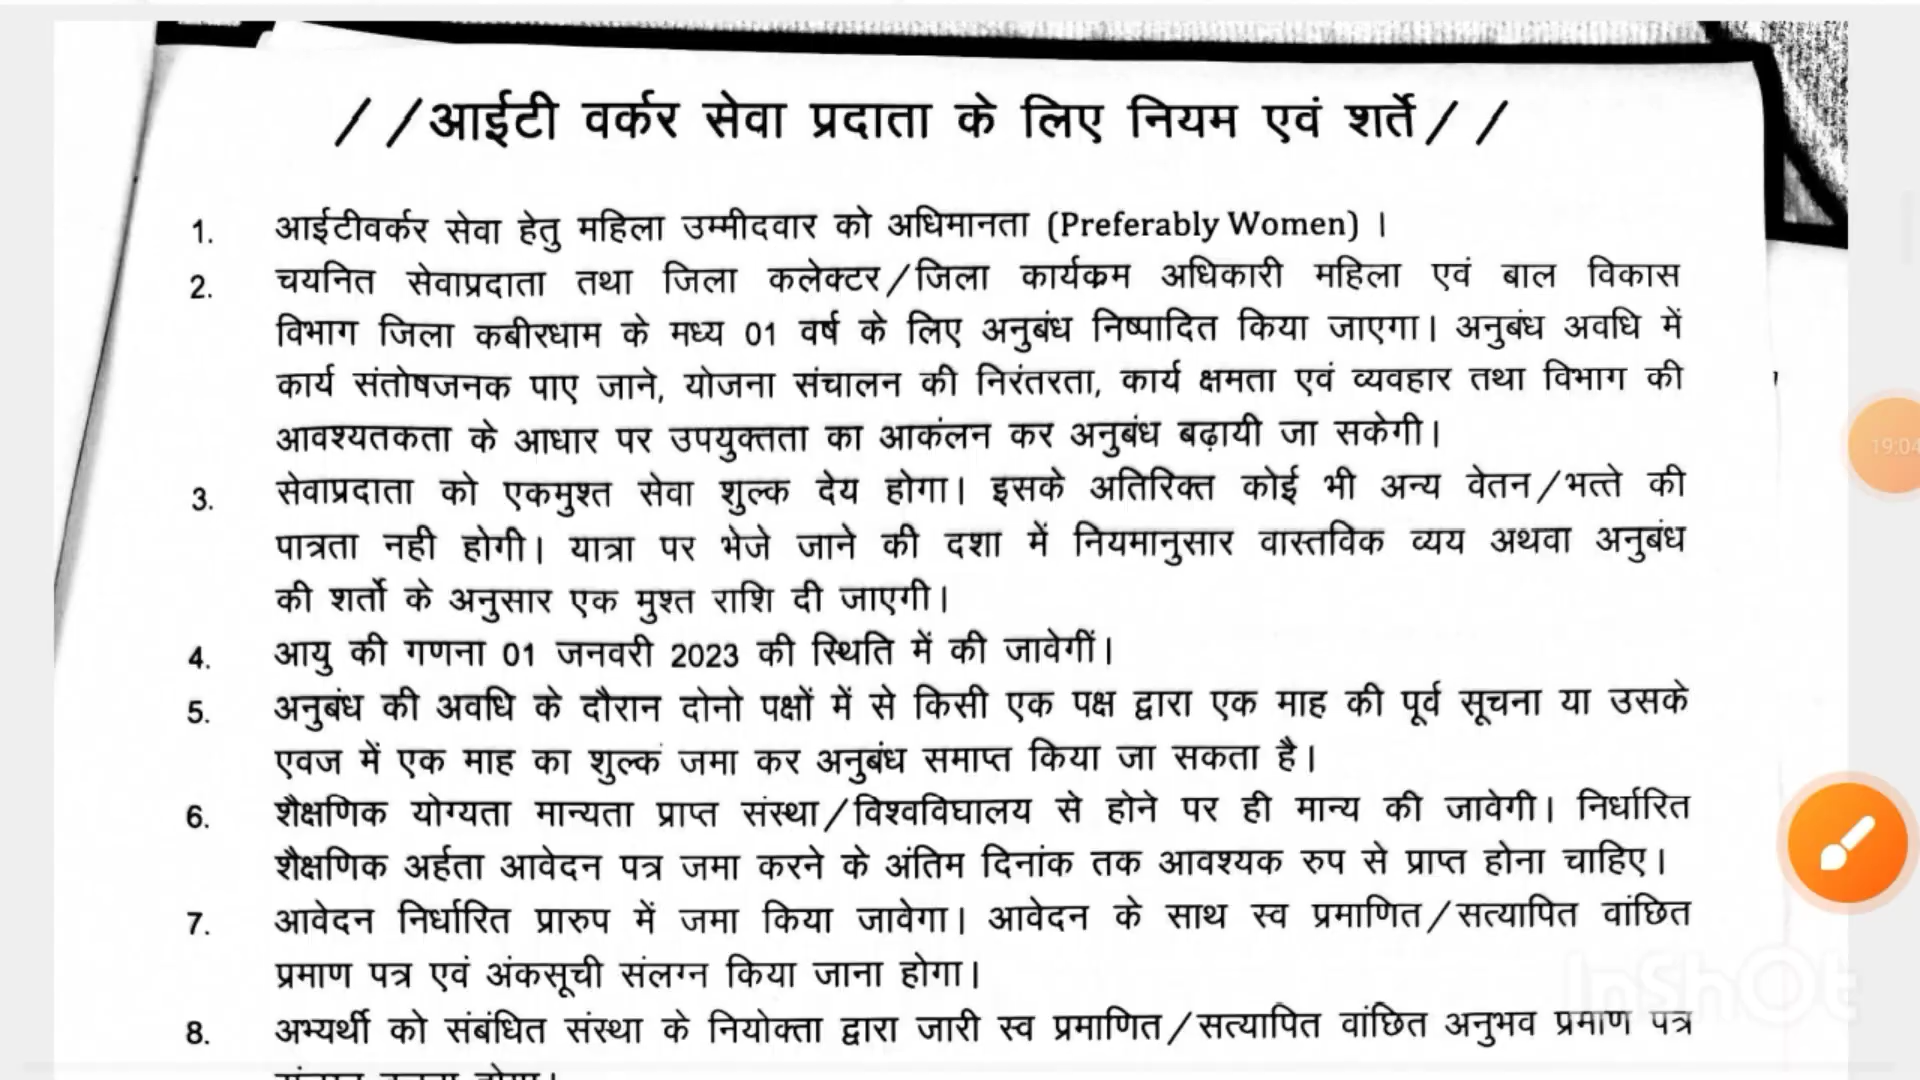 //आईटी वर्कर सेवा प्रदाता के लिए नियम एवं शर्ते//
1. आईटीवर्कर सेवा हेतु महिला उम्मीदवार को अधिमानता (Preferably Women) ।
2. चयनित सेवाप्रदाता तथा जिला कलेक्टर/जिला कार्यकम अधिकारी महिला एवं बाल विकास
विभाग जिला कबीरधाम के मध्य 01 वर्ष के लिए अनुबंध निष्पादित किया जाएगा। अनुबंध अवधि में
कार्य संतोषजनक पाए जाने, योजना संचालन की निरंतरता, कार्य क्षमता एवं व्यवहार तथा विभाग की
आवश्यतकता के आधार पर उपयुक्तता का आकंलन कर अनुबंध बढ़ायी जा सकेगी।
3. सेवाप्रदाता को एकमुश्त सेवा शुल्क देय होगा। इसके अतिरिक्त कोई भी अन्य वेतन/भत्ते की
पात्रता नही होगी। यात्रा पर भेजे जाने की दशा में नियमानुसार वास्तविक व्यय अथवा अनुबंध
की शर्तो के अनुसार एक मुश्त राशि दी जाएगी।
4. आयु की गणना 01 जनवरी 2023 की स्थिति में की जावेगीं।
5. अनुबंध की अवधि के दौरान दोनो पक्षों में से किसी एक पक्ष द्वारा एक माह की पूर्व सूचना या उसके
एवज में एक माह का शुल्कं जमा कर अनुबंध समाप्त किया जा सकता है।
6. शैक्षणिक योग्यता मान्यता प्राप्त संस्था/विश्वविघालय से होने पर ही मान्य की जावेगी। निर्धारित
शैक्षणिक अर्हता आवेदन पत्र जमा करने के अंतिम दिनांक तक आवश्यक रुप से प्राप्त होना चाहिए।
7. आवेदन निर्धारित प्रारुप में जमा किया जावेगा। आवेदन के साथ स्व प्रमाणित/सत्यापित वांछित
प्रमाण पत्र एवं अंकसूची संलग्न किया जाना होगा।
8. अभ्यर्थी को संबंधित संस्था के नियोक्ता द्वारा जारी स्व प्रमाणित/सत्यापित वांछित अनुभव प्रमाण पत्र
19:04
InShOt